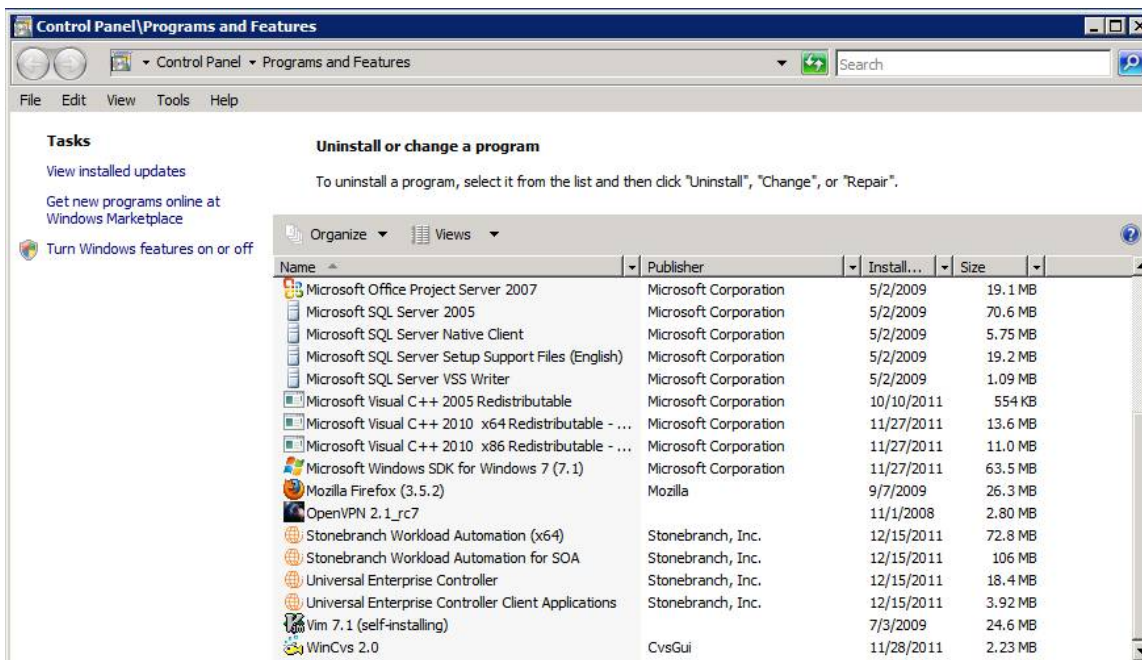 Control Panel\Programs and Features
Control Panel Programs and Features Search
File Edit View Tools Help
Tasks
View installed updates
Get new programs online at
Windows Marketplace
Turn Windows features on or off
Uninstall or change a program
To uninstall a program, select it from the list and then click "Uninstall", "Change", or "Repair".
Organize Views
Name Publisher Install... Size
Microsoft Office Project Server 2007 Microsoft Corporation 5/2/2009 19.1 MB
Microsoft SQL Server 2005 Microsoft Corporation 5/2/2009 70.6 MB
Microsoft SQL Server Native Client Microsoft Corporation 5/2/2009 5.75 MB
Microsoft SQL Server Setup Support Files (English) Microsoft Corporation 5/2/2009 19.2 MB
Microsoft SQL Server VSS Writer Microsoft Corporation 5/2/2009 1.09 MB
Microsoft Visual C++ 2005 Redistributable Microsoft Corporation 10/10/2011 554 KB
Microsoft Visual C++ 2010 x64 Redistributable - ... Microsoft Corporation 11/27/2011 13.6 MB
Microsoft Visual C++ 2010 x86 Redistributable - ... Microsoft Corporation 11/27/2011 11.0 MB
Microsoft Windows SDK for Windows 7 (7.1) Microsoft Corporation 11/27/2011 63.5 MB
Mozilla Firefox (3.5.2) Mozilla 9/7/2009 26.3 MB
OpenVPN 2.1_rc7 11/1/2008 2.80 MB
Stonebranch Workload Automation (x64) Stonebranch, Inc. 12/15/2011 72.8 MB
Stonebranch Workload Automation for SOA Stonebranch, Inc. 12/15/2011 106 MB
Universal Enterprise Controller Stonebranch, Inc. 12/15/2011 18.4 MB
Universal Enterprise Controller Client Applications Stonebranch, Inc. 12/15/2011 3.92 MB
Vim 7.1 (self-installing) 7/3/2009 24.6 MB
WinCvs 2.0 CvsGui 11/28/2011 2.23 MB